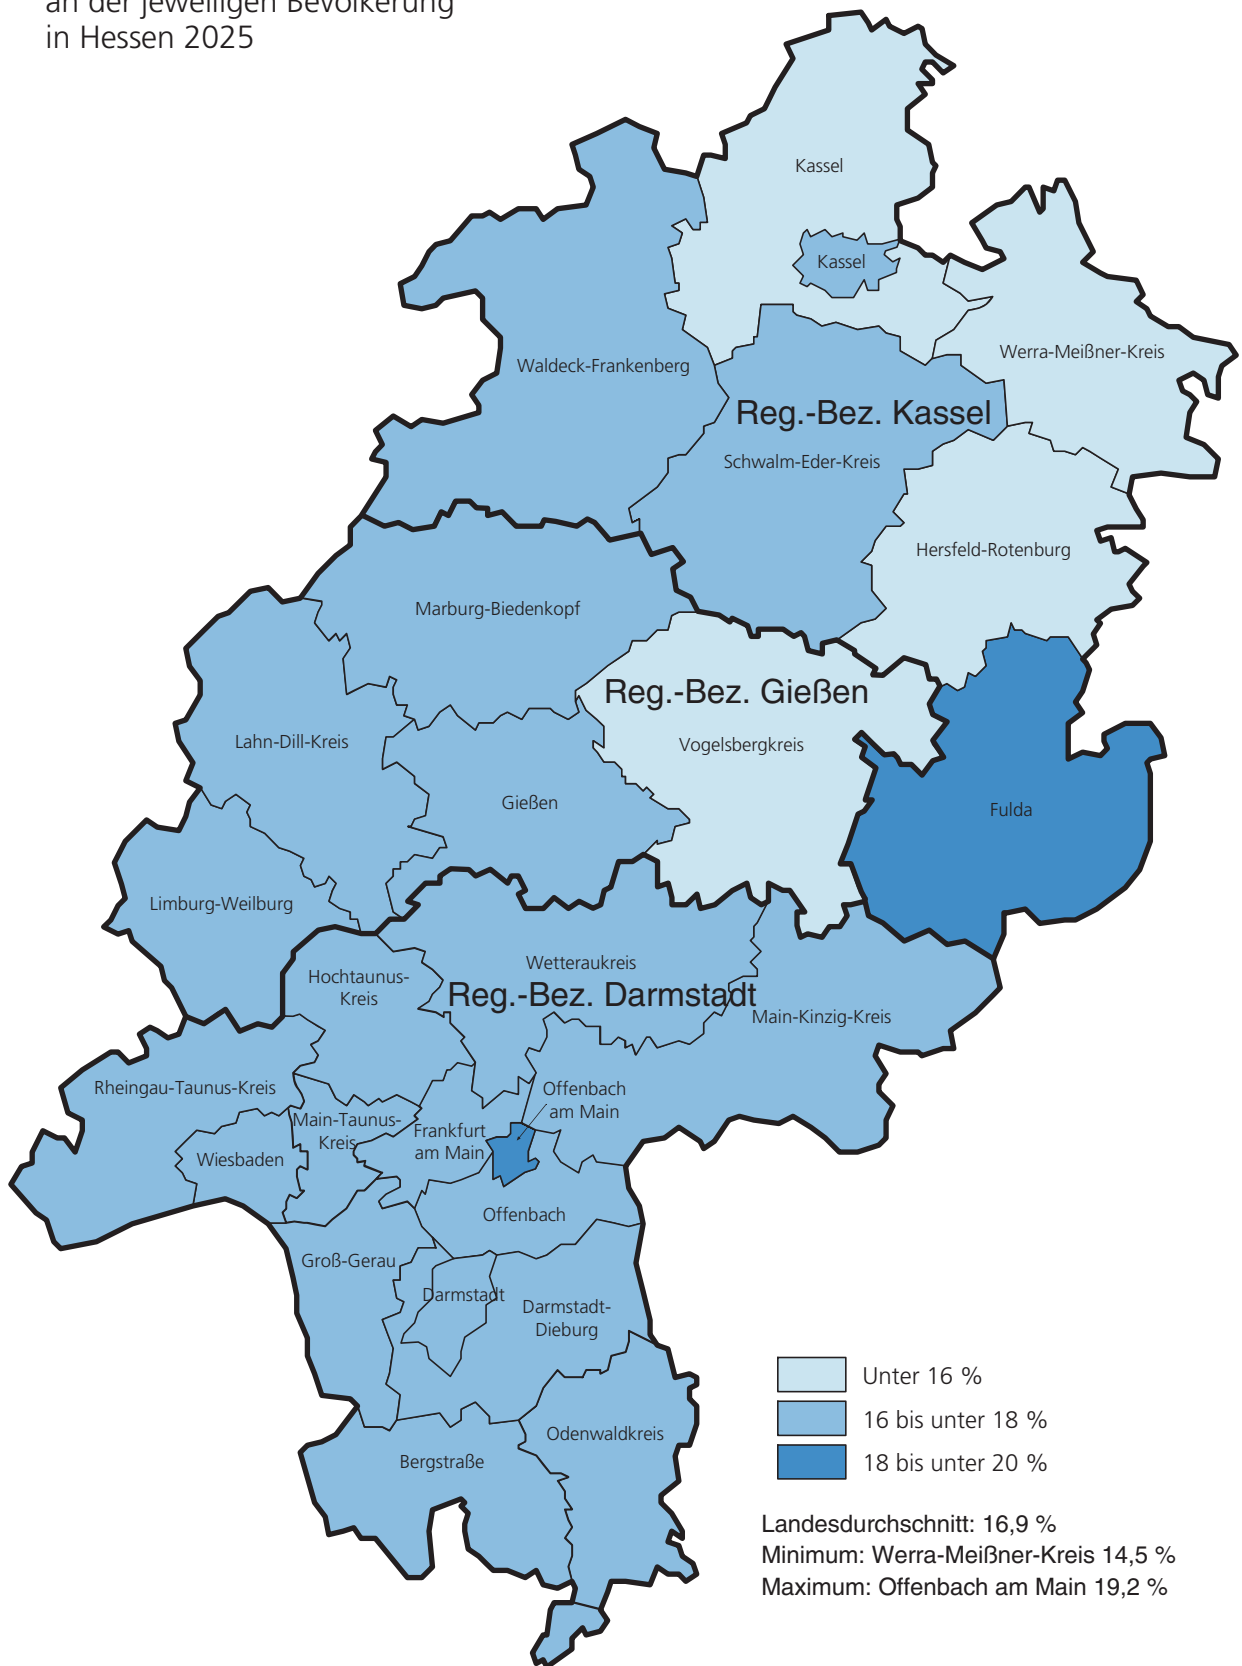 an der jeweiligen Bevölkerung
in Hessen 2025
Kassel
Kassel
Werra-Meißner-Kreis
Waldeck-Frankenberg
Reg.-Bez. Kassel
Schwalm-Eder-Kreis
Hersfeld-Rotenburg
Marburg-Biedenkopf
Reg.-Bez. Gießen
Lahn-Dill-Kreis
Vogelsbergkreis
Gießen
Fulda
Limburg-Weilburg
Wetteraukreis
Hochtaunus-
Kreis
Reg.-Bez. Darmstadt
Main-Kinzig-Kreis
Rheingau-Taunus-Kreis
Offenbach
am Main
Main-Taunus-
Kreis
Frankfurt
am Main
Wiesbaden
Offenbach
Groß-Gerau
Darmstadt
Darmstadt-
Dieburg
Odenwaldkreis
Bergstraße
Unter 16 %
16 bis unter 18 %
18 bis unter 20 %
Landesdurchschnitt: 16,9 %
Minimum: Werra-Meißner-Kreis 14,5 %
Maximum: Offenbach am Main 19,2 %